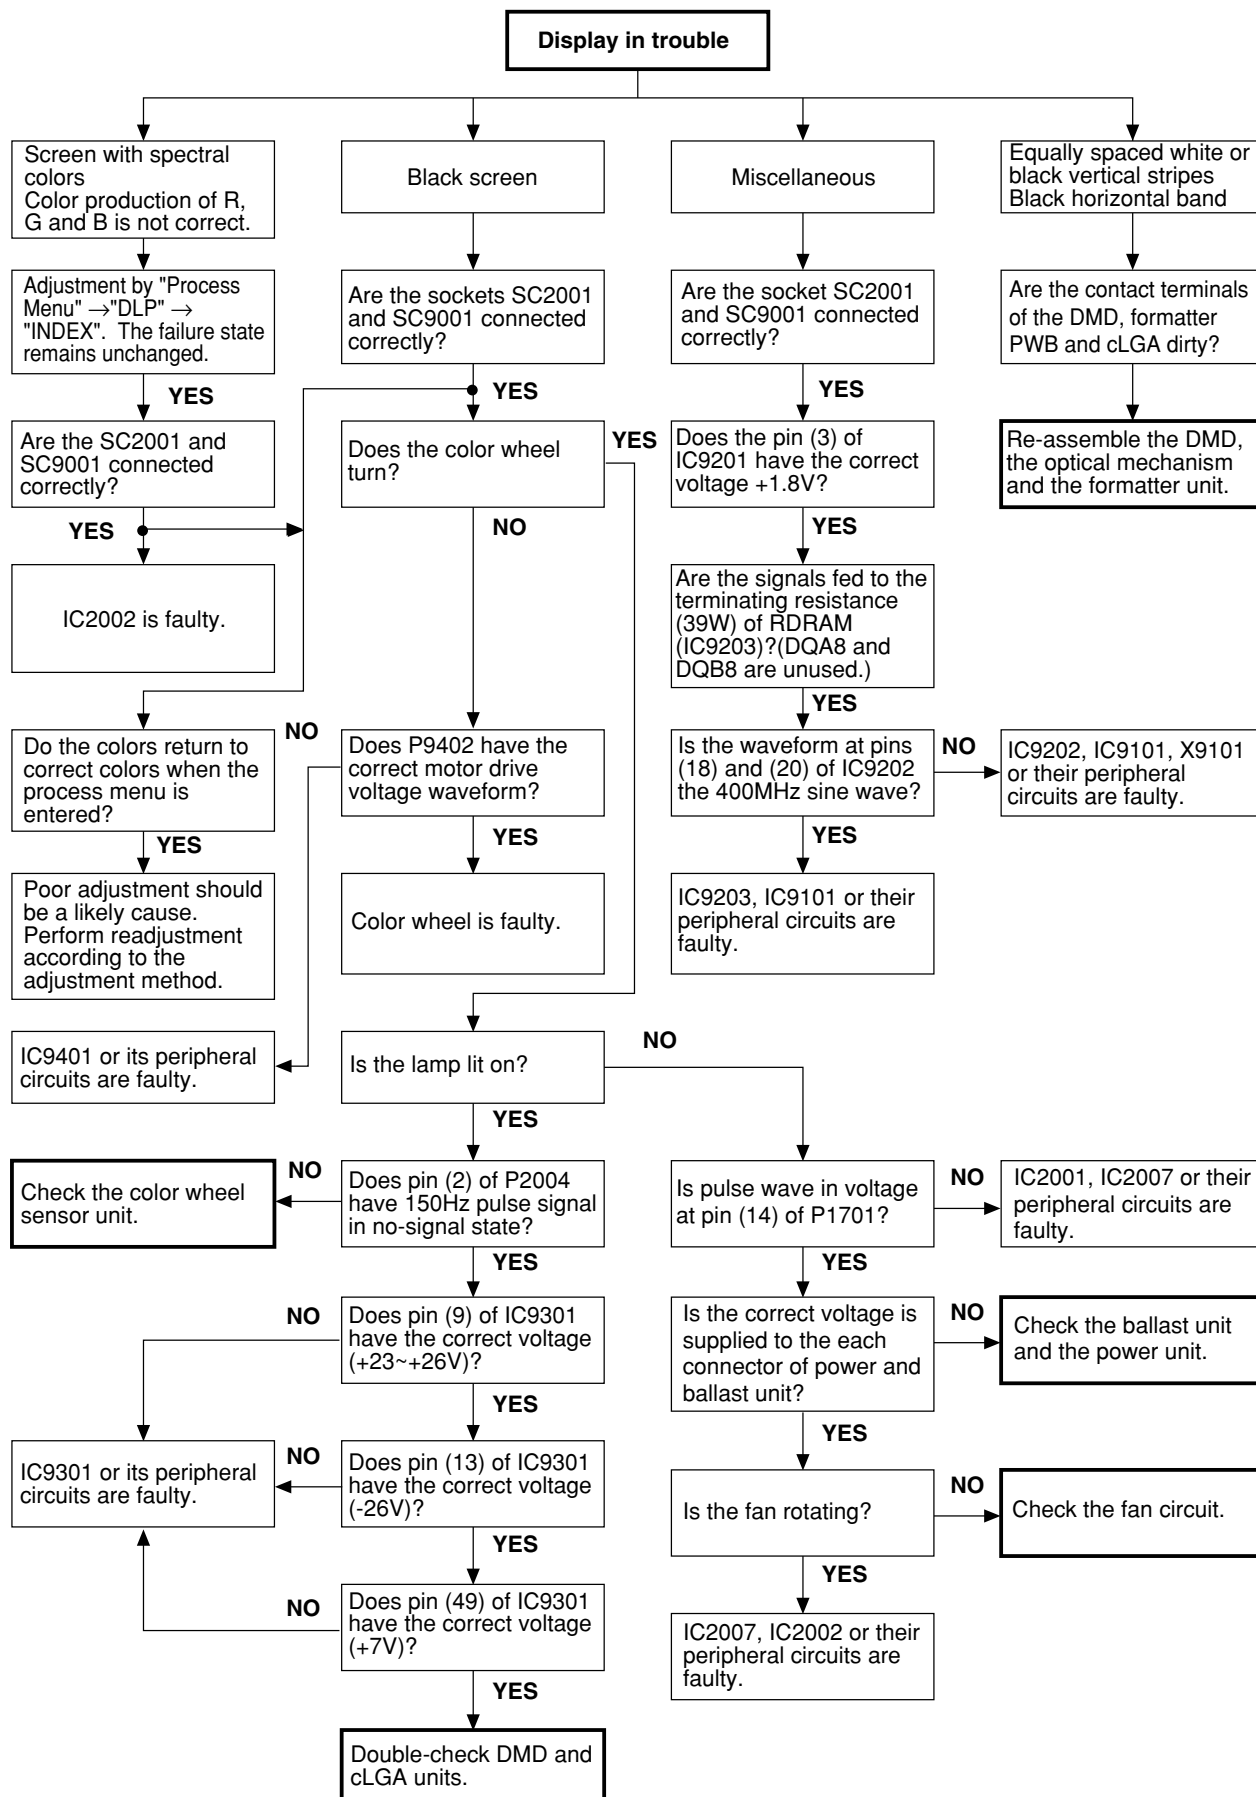 Display in trouble
Screen with spectral
colors
Color production of R,
G and B is not correct.
Black screen
Miscellaneous
Equally spaced white or
black vertical stripes
Black horizontal band
Adjustment by "Process
Menu" →"DLP" →
"INDEX".  The failure state
remains unchanged.
Are the sockets SC2001
and SC9001 connected
correctly?
Are the socket SC2001
and SC9001 connected
correctly?
Are the contact terminals
of the DMD, formatter
PWB and cLGA dirty?
YES
YES
YES
Are the SC2001 and
SC9001 connected
correctly?
Does the color wheel
turn?
YES
Does the pin (3) of
IC9201 have the correct
voltage +1.8V?
Re-assemble the DMD,
the optical mechanism
and the formatter unit.
YES
NO
YES
IC2002 is faulty.
Are the signals fed to the
terminating resistance
(39W) of RDRAM
(IC9203)?(DQA8 and
DQB8 are unused.)
YES
Do the colors return to
correct colors when the
process menu is
entered?
NO
Does P9402 have the
correct motor drive
voltage waveform?
Is the waveform at pins
(18) and (20) of IC9202
the 400MHz sine wave?
NO
IC9202, IC9101, X9101
or their peripheral
circuits are faulty.
YES
YES
YES
Poor adjustment should
be a likely cause.
Perform readjustment
according to the
adjustment method.
Color wheel is faulty.
IC9203, IC9101 or their
peripheral circuits are
faulty.
IC9401 or its peripheral
circuits are faulty.
Is the lamp lit on?
NO
YES
Check the color wheel
sensor unit.
NO
Does pin (2) of P2004
have 150Hz pulse signal
in no-signal state?
Is pulse wave in voltage
at pin (14) of P1701?
NO
IC2001, IC2007 or their
peripheral circuits are
faulty.
YES
YES
NO
Does pin (9) of IC9301
have the correct voltage
(+23~+26V)?
Is the correct voltage is
supplied to the each
connector of power and
ballast unit?
NO
Check the ballast unit
and the power unit.
YES
YES
IC9301 or its peripheral
circuits are faulty.
NO
Does pin (13) of IC9301
have the correct voltage
(-26V)?
Is the fan rotating?
NO
Check the fan circuit.
YES
YES
NO
Does pin (49) of IC9301
have the correct voltage
(+7V)?
IC2007, IC2002 or their
peripheral circuits are
faulty.
YES
Double-check DMD and
cLGA units.